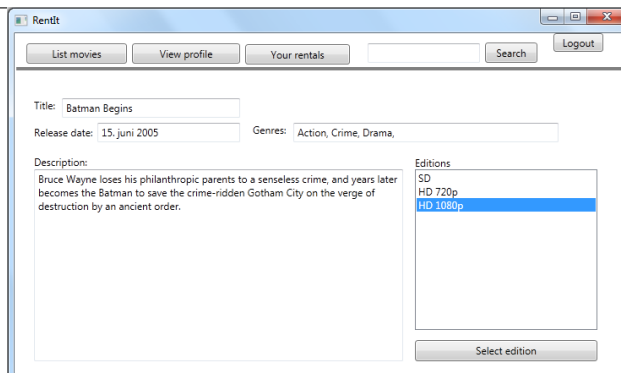 RentIt
Logout
List movies View profile Your rentals Search
Title: Batman Begins
Release date: 15. juni 2005 Genres: Action, Crime, Drama,
Description: Editions
Bruce Wayne loses his philanthropic parents to a senseless crime, and years later
becomes the Batman to save the crime-ridden Gotham City on the verge of
destruction by an ancient order.
SD
HD 720p
HD 1080p
Select edition